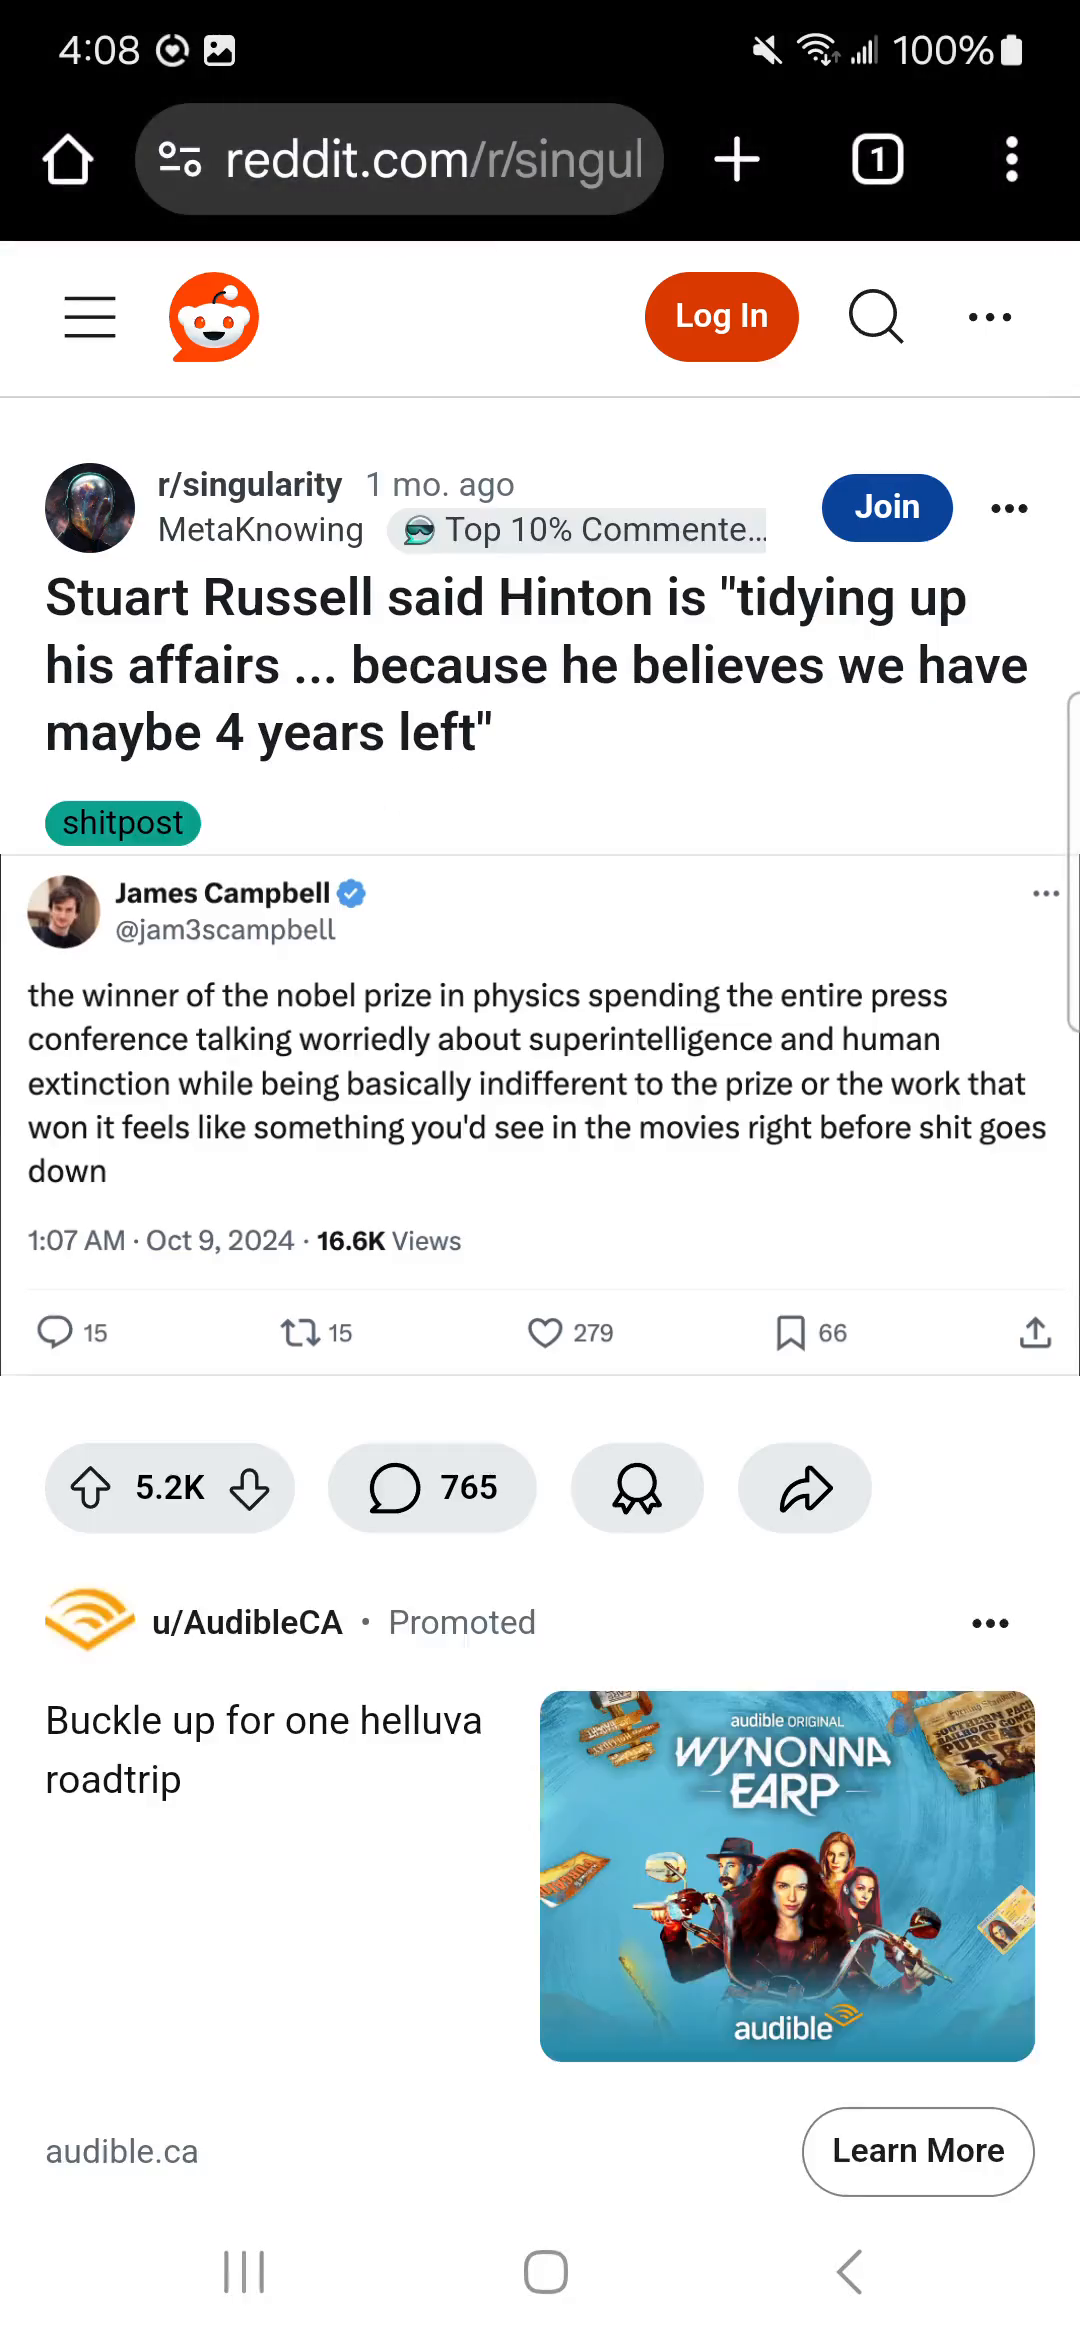 4:08
100%
reddit.com/r/singul
1
Log In
r/singularity 1 mo. ago
MetaKnowing Top 10% Commente...
Join
Stuart Russell said Hinton is "tidying up
his affairs ... because he believes we have
maybe 4 years left"
shitpost
James Campbell
@jam3scampbell
the winner of the nobel prize in physics spending the entire press
conference talking worriedly about superintelligence and human
extinction while being basically indifferent to the prize or the work that
won it feels like something you'd see in the movies right before shit goes
down
1:07 AM · Oct 9, 2024 · 16.6K Views
15 15 279 66
5.2K 765
u/AudibleCA • Promoted
Buckle up for one helluva
roadtrip
audible ORIGINAL
WYNONNA
EARP
audible
audible.ca
Learn More